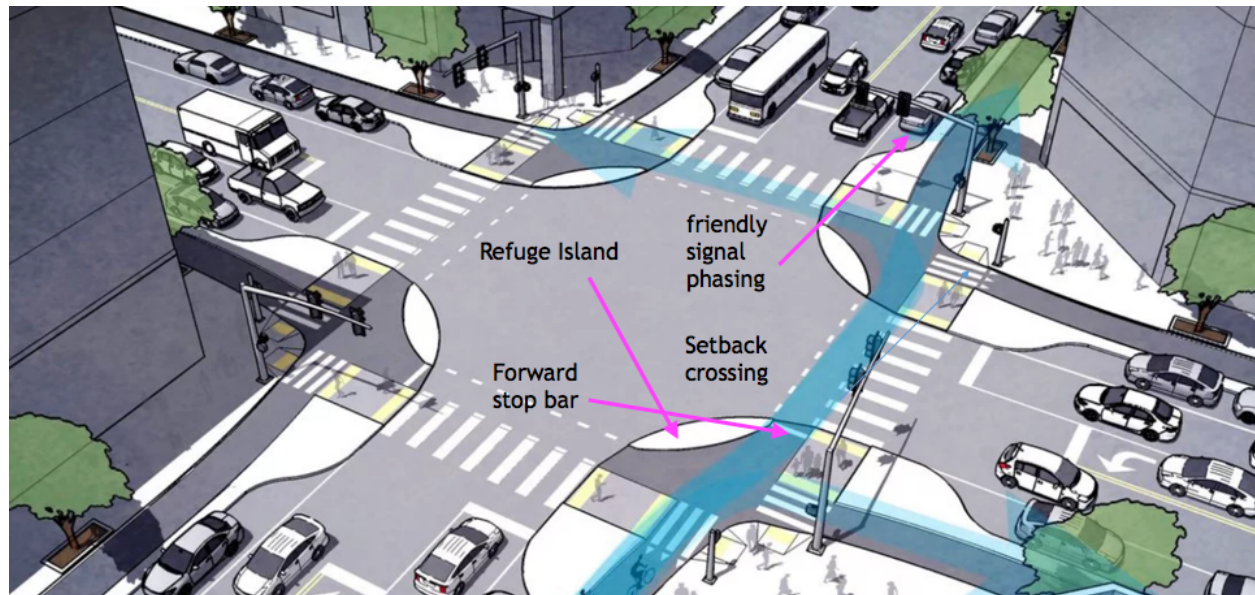 friendly
signal
phasing
Refuge Island
Setback
crossing
Forward
stop bar